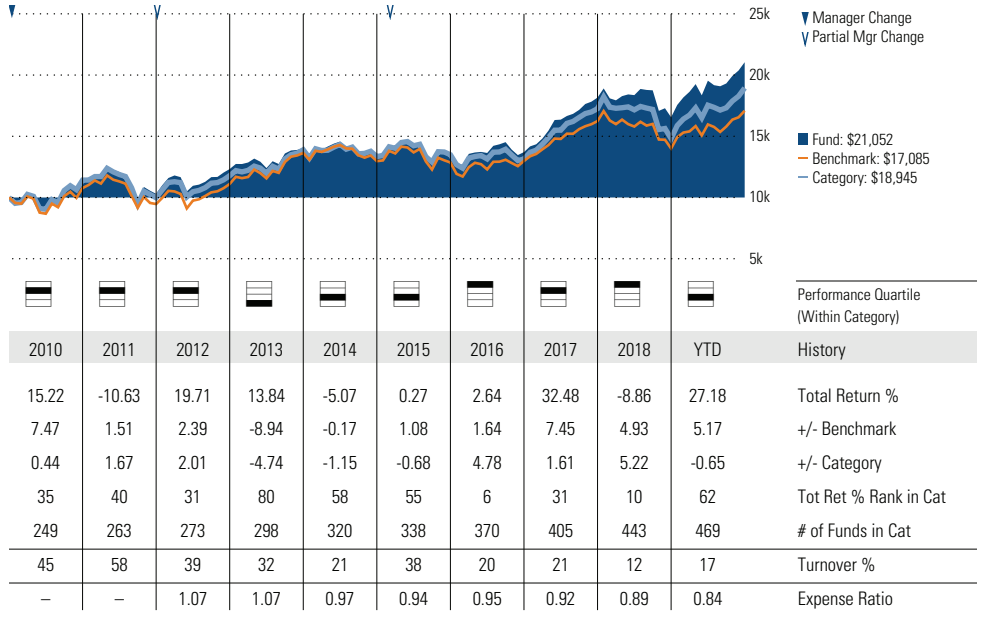 25k
Manager Change
Partial Mgr Change
20k
15k
Fund: $21,052
Benchmark: $17,085
Category: $18,945
10k
5k
Performance Quartile
(Within Category)
2010 2011 2012 2013 2014 2015 2016 2017 2018 YTD History
15.22 -10.63 19.71 13.84 -5.07 0.27 2.64 32.48 -8.86 27.18 Total Return %
7.47 1.51 2.39 -8.94 -0.17 1.08 1.64 7.45 4.93 5.17 +/- Benchmark
0.44 1.67 2.01 -4.74 -1.15 -0.68 4.78 1.61 5.22 -0.65 +/- Category
35 40 31 80 58 55 6 31 10 62 Tot Ret % Rank in Cat
249 263 273 298 320 338 370 405 443 469 # of Funds in Cat
45 58 39 32 21 38 20 21 12 17 Turnover %
– – 1.07 1.07 0.97 0.94 0.95 0.92 0.89 0.84 Expense Ratio